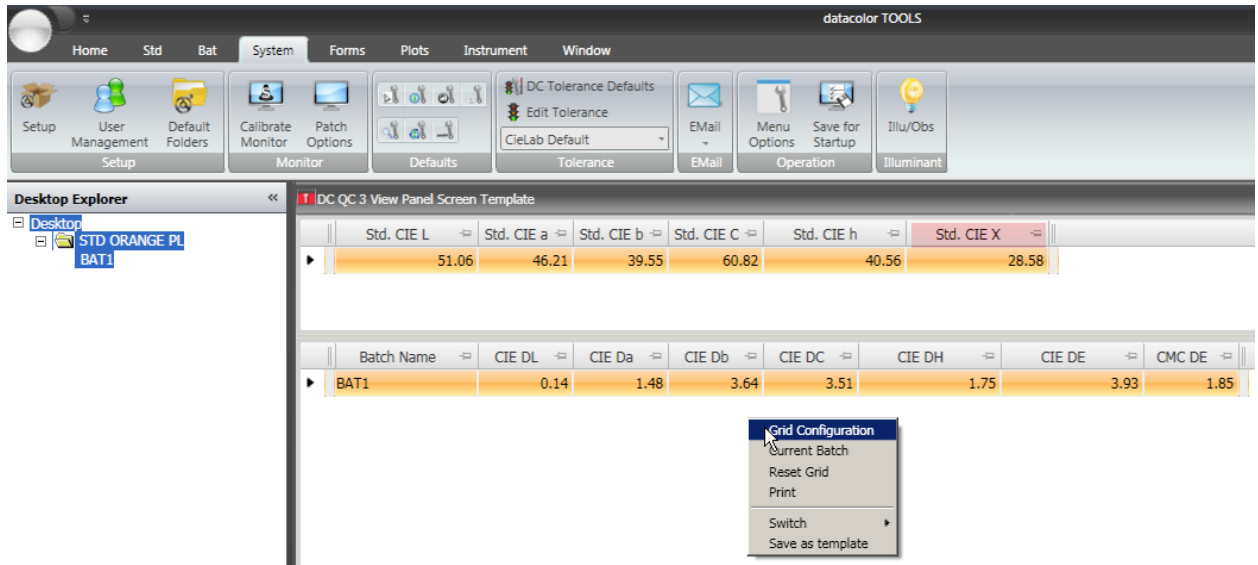 datacolor TOOLS
Home Std Bat System Forms Plots Instrument Window
Setup User Management Default Folders Calibrate Monitor Patch Options DC Tolerance Defaults Edit Tolerance CieLab Default EMail Menu Options Save for Startup Illu/Obs
Setup Monitor Defaults Tolerance EMail Operation Illuminant
Desktop Explorer «
DC QC 3 View Panel Screen Template
Desktop
STD ORANGE PL
BAT1
Std. CIE L Std. CIE a Std. CIE b Std. CIE C Std. CIE h Std. CIE X
51.06 46.21 39.55 60.82 40.56 28.58
Batch Name CIE DL CIE Da CIE Db CIE DC CIE DH CIE DE CMC DE
BAT1 0.14 1.48 3.64 3.51 1.75 3.93 1.85
Grid Configuration
Current Batch
Reset Grid
Print
Switch
Save as template